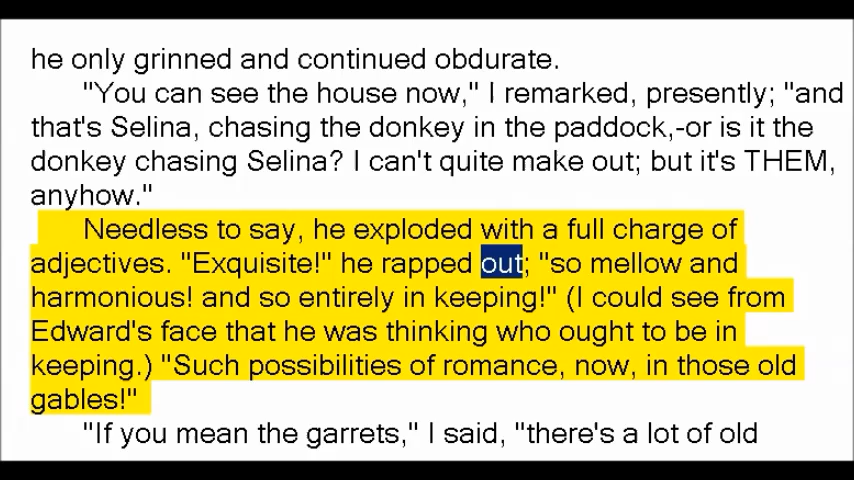 he only grinned and continued obdurate.
"You can see the house now," I remarked, presently; "and
that's Selina, chasing the donkey in the paddock,-or is it the
donkey chasing Selina? I can't quite make out; but it's THEM,
anyhow."
Needless to say, he exploded with a full charge of
adjectives. "Exquisite!" he rapped out; "so mellow and
harmonious! and so entirely in keeping!" (I could see from
Edward's face that he was thinking who ought to be in
keeping.) "Such possibilities of romance, now, in those old
gables!"
"If you mean the garrets," I said, "there's a lot of old